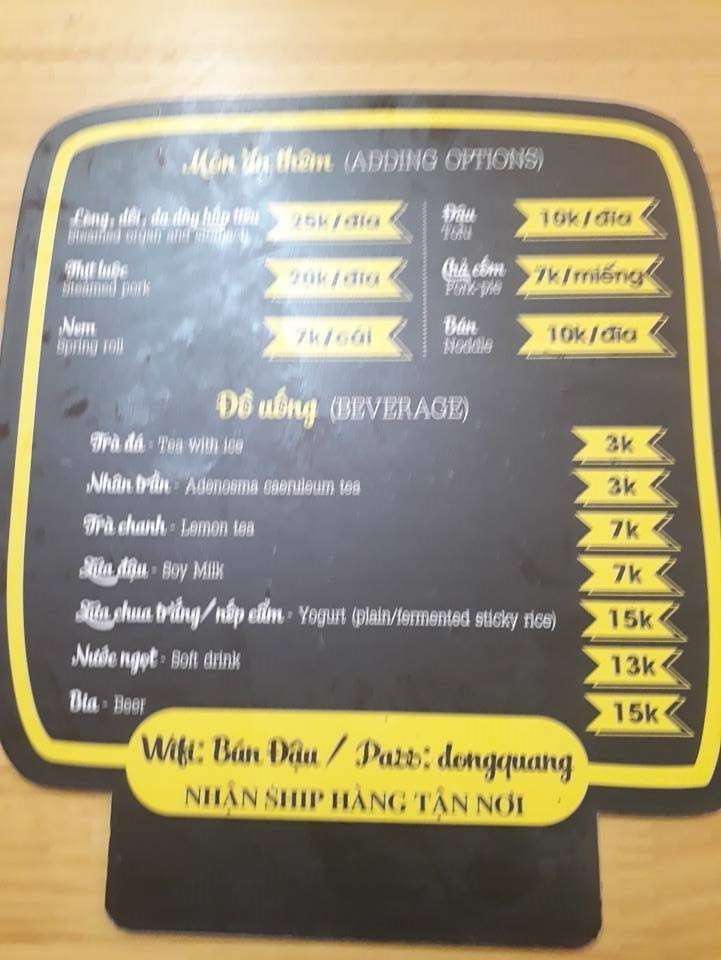 Món ăn thêm (ADDING OPTIONS)
Lòng, dồi, dạ dày hấp tiêu 25k/đĩa
Steamed organ and
Thịt luộc 20k/đĩa
Steamed pork
Nem 7k/cái
Spring roll
Đậu 10k/đĩa
Tofu
Chả cốm 7k/miếng
Pork pie
Bún 10k/đĩa
Noddle
Đồ uống (BEVERAGE)
Trà đá - Tea with ice 3k
Nhân trần - Adenosma caeruleum tea 3k
Trà chanh - Lemon tea 7k
Sữa đậu - Soy Milk 7k
Sữa chua trắng/nếp cẩm - Yogurt (plain/fermented sticky rice) 15k
Nước ngọt - Soft drink 13k
Bia - Beer 15k
Wifi: Bún Đậu / Pass: dongquang
NHẬN SHIP HÀNG TẬN NƠI